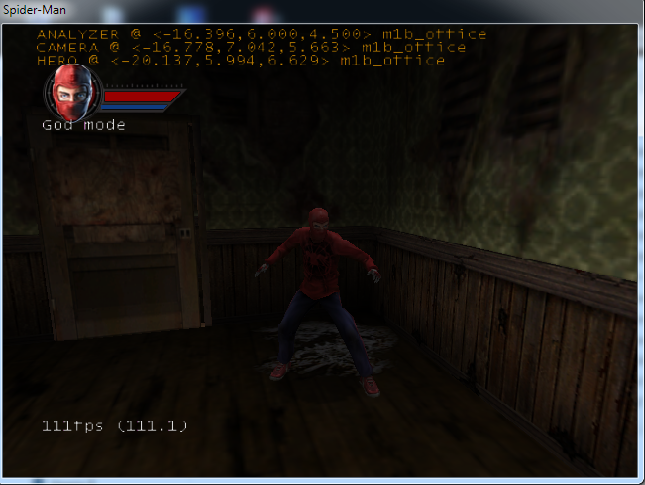 Spider-Man
ANALYZER @ <-16.396,6.000,4.500> m1b_office
CAMERA @ <-16.778,7.042,5.663> m1b_office
HERO @ <-20.137,5.994,6.629> m1b_office
God mode
111fps (111.1)